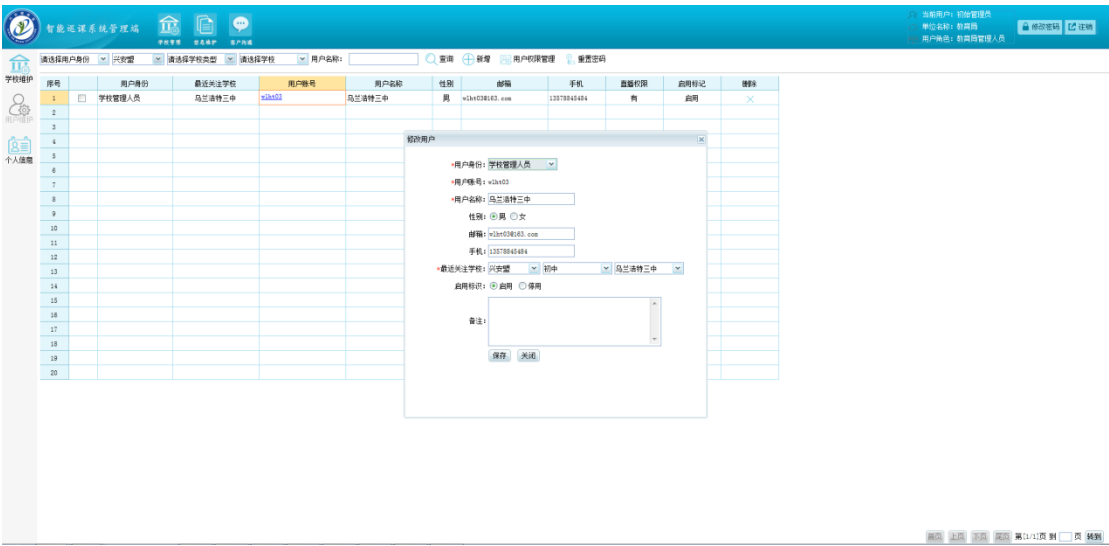 智能巡课系统管理端
学校管理 信息维护 客户沟通
当前用户: 初始管理员
单位名称: 教育局
用户角色: 教育局管理人员
修改密码 注销
请选择用户身份 兴安盟 请选择学校类型 请选择学校 用户名称: 查询 新增 用户权限管理 重置密码
学校维护
用户维护
个人信息
序号 用户身份 最近关注学校 用户账号 用户名称 性别 邮箱 手机 直播权限 启用标记 删除
1 学校管理人员 乌兰浩特三中 wlht03 乌兰浩特三中 男 wlht03@163.com 13578845484 有 启用
2
3
4
5
6
7
8
9
10
11
12
13
14
15
16
17
18
19
20
修改用户
*用户身份: 学校管理人员
*用户账号: wlht03
*用户名称: 乌兰浩特三中
性别: 男 女
邮箱: wlht03@163.com
手机: 13578845484
*最近关注学校: 兴安盟 初中 乌兰浩特三中
启用标识: 启用 停用
备注:
保存 关闭
首页 上页 下页 尾页 第[1/1]页 到 页 转到